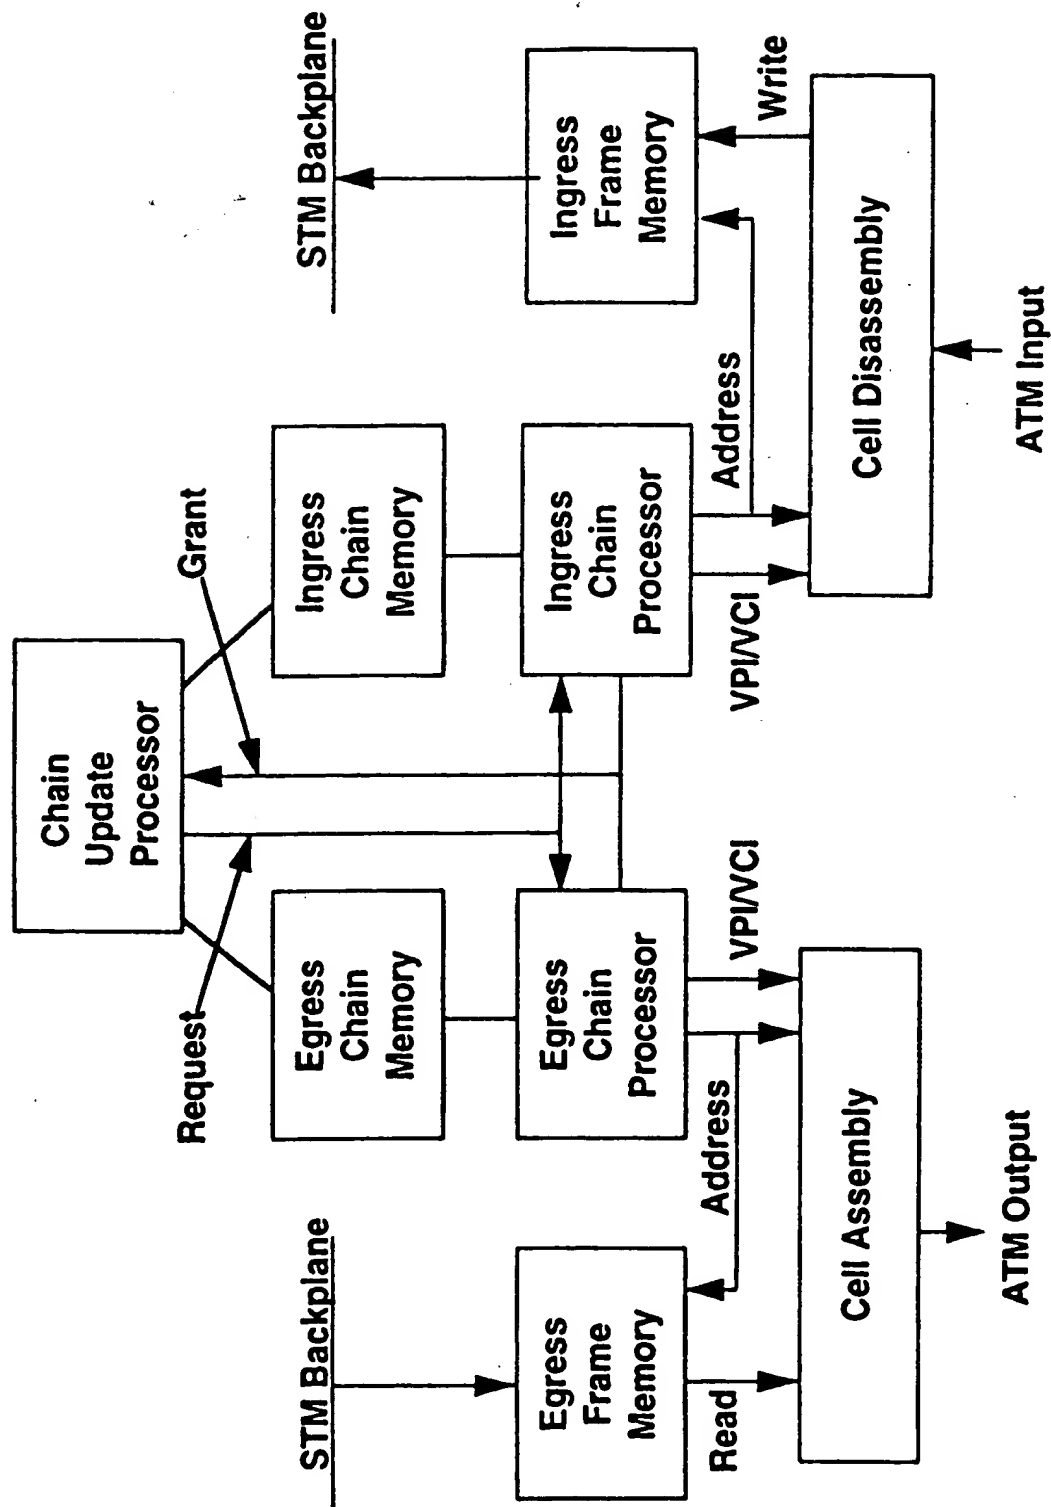 Chain
Update
Processor
Request
Grant
STM Backplane
Egress
Chain
Memory
Ingress
Chain
Memory
STM Backplane
Egress
Frame
Memory
Egress
Chain
Processor
Ingress
Chain
Processor
Ingress
Frame
Memory
Read
Address
VPI/VCI
VPI/VCI
Address
Write
Cell Assembly
Cell Disassembly
ATM Output
ATM Input